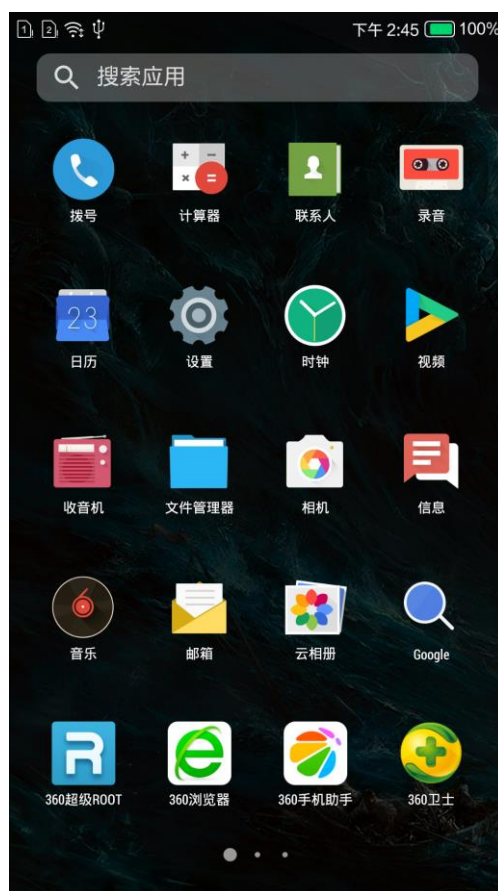 1 2 下午 2:45 100%
搜索应用
拨号 计算器 联系人 录音
23
日历 设置 时钟 视频
收音机 文件管理器 相机 信息
音乐 邮箱 云相册 Google
360超级ROOT 360浏览器 360手机助手 360卫士